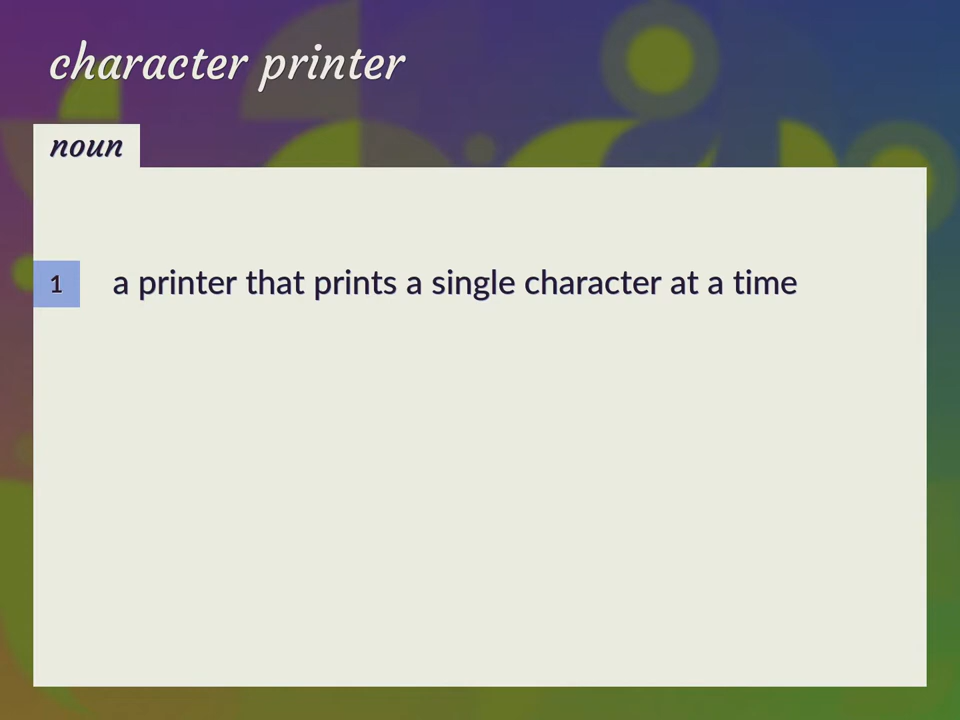 character printer
noun
1 a printer that prints a single character at a time